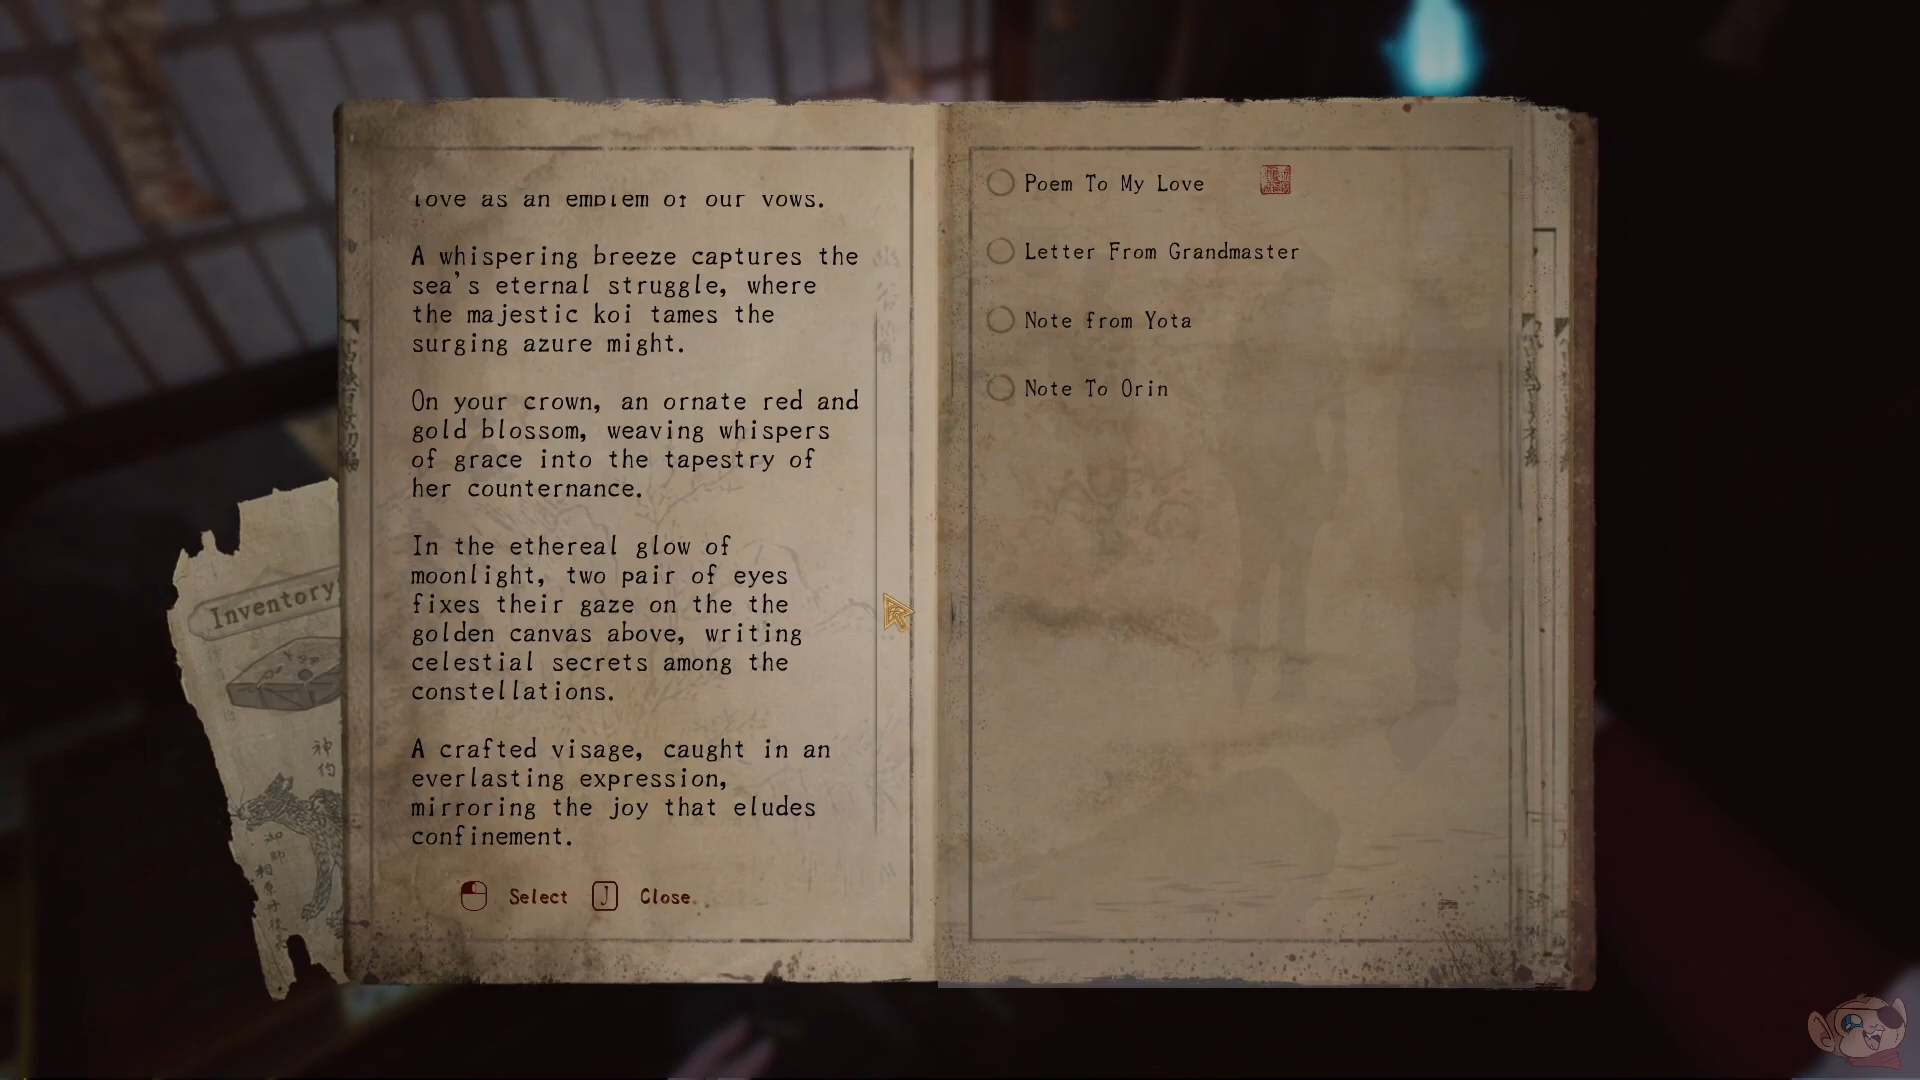 love as an emblem of our vows.
A whispering breeze captures the
sea's eternal struggle, where
the majestic koi tames the
surging azure might.
On your crown, an ornate red and
gold blossom, weaving whispers
of grace into the tapestry of
her counternance.
In the ethereal glow of
moonlight, two pair of eyes
fixes their gaze on the the
golden canvas above, writing
celestial secrets among the
constellations.
A crafted visage, caught in an
everlasting expression,
mirroring the joy that eludes
confinement.
Select J Close
Poem To My Love
Letter From Grandmaster
Note from Yota
Note To Orin
Inventory